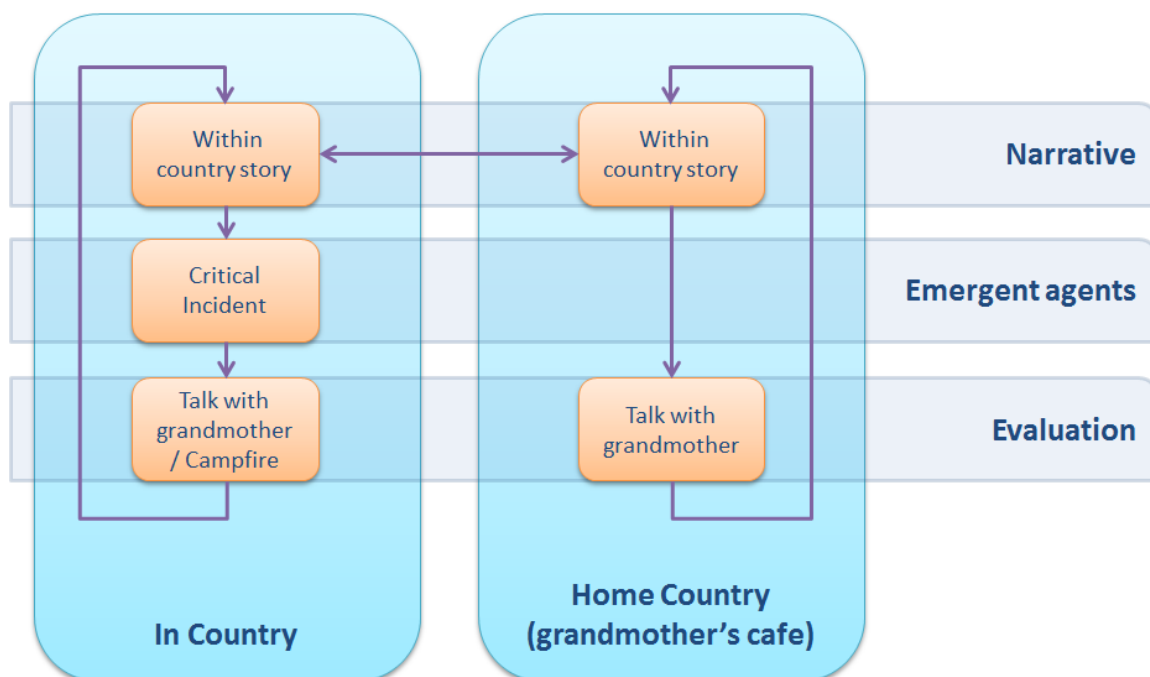 Within
country story
Within
country story
Narrative
Critical
Incident
Emergent agents
Talk with
grandmother
/ Campfire
Talk with
grandmother
Evaluation
In Country
Home Country
(grandmother's cafe)